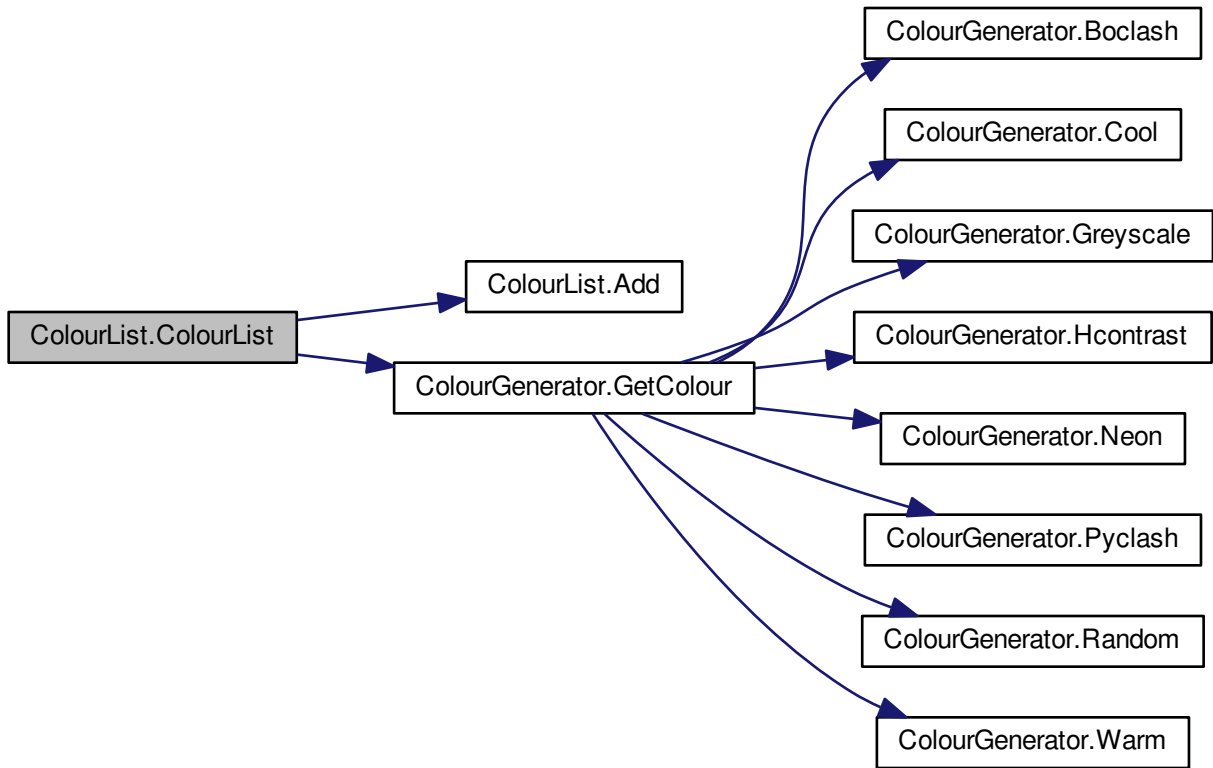 ColourGenerator.Boclash
ColourGenerator.Cool
ColourGenerator.Greyscale
ColourList.Add
ColourList.ColourList
ColourGenerator.Hcontrast
ColourGenerator.GetColour
ColourGenerator.Neon
ColourGenerator.Pyclash
ColourGenerator.Random
ColourGenerator.Warm